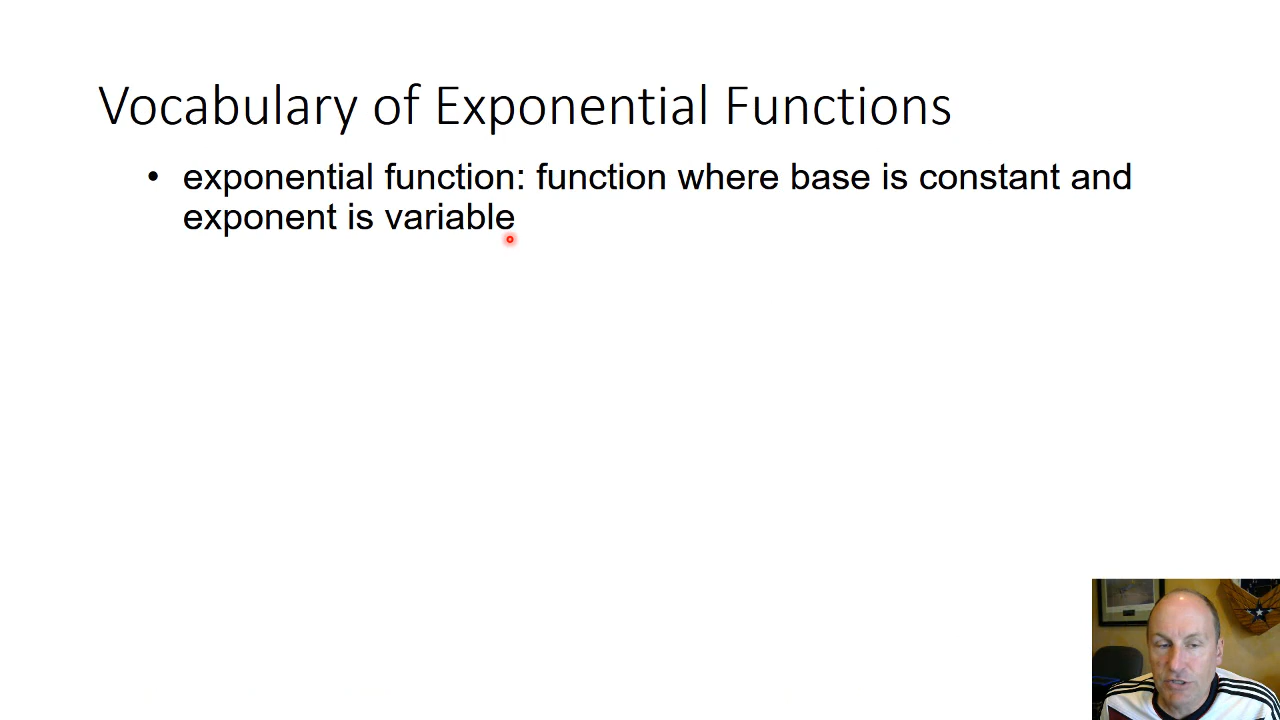 Vocabulary of Exponential Functions
• exponential function: function where base is constant and
exponent is variable